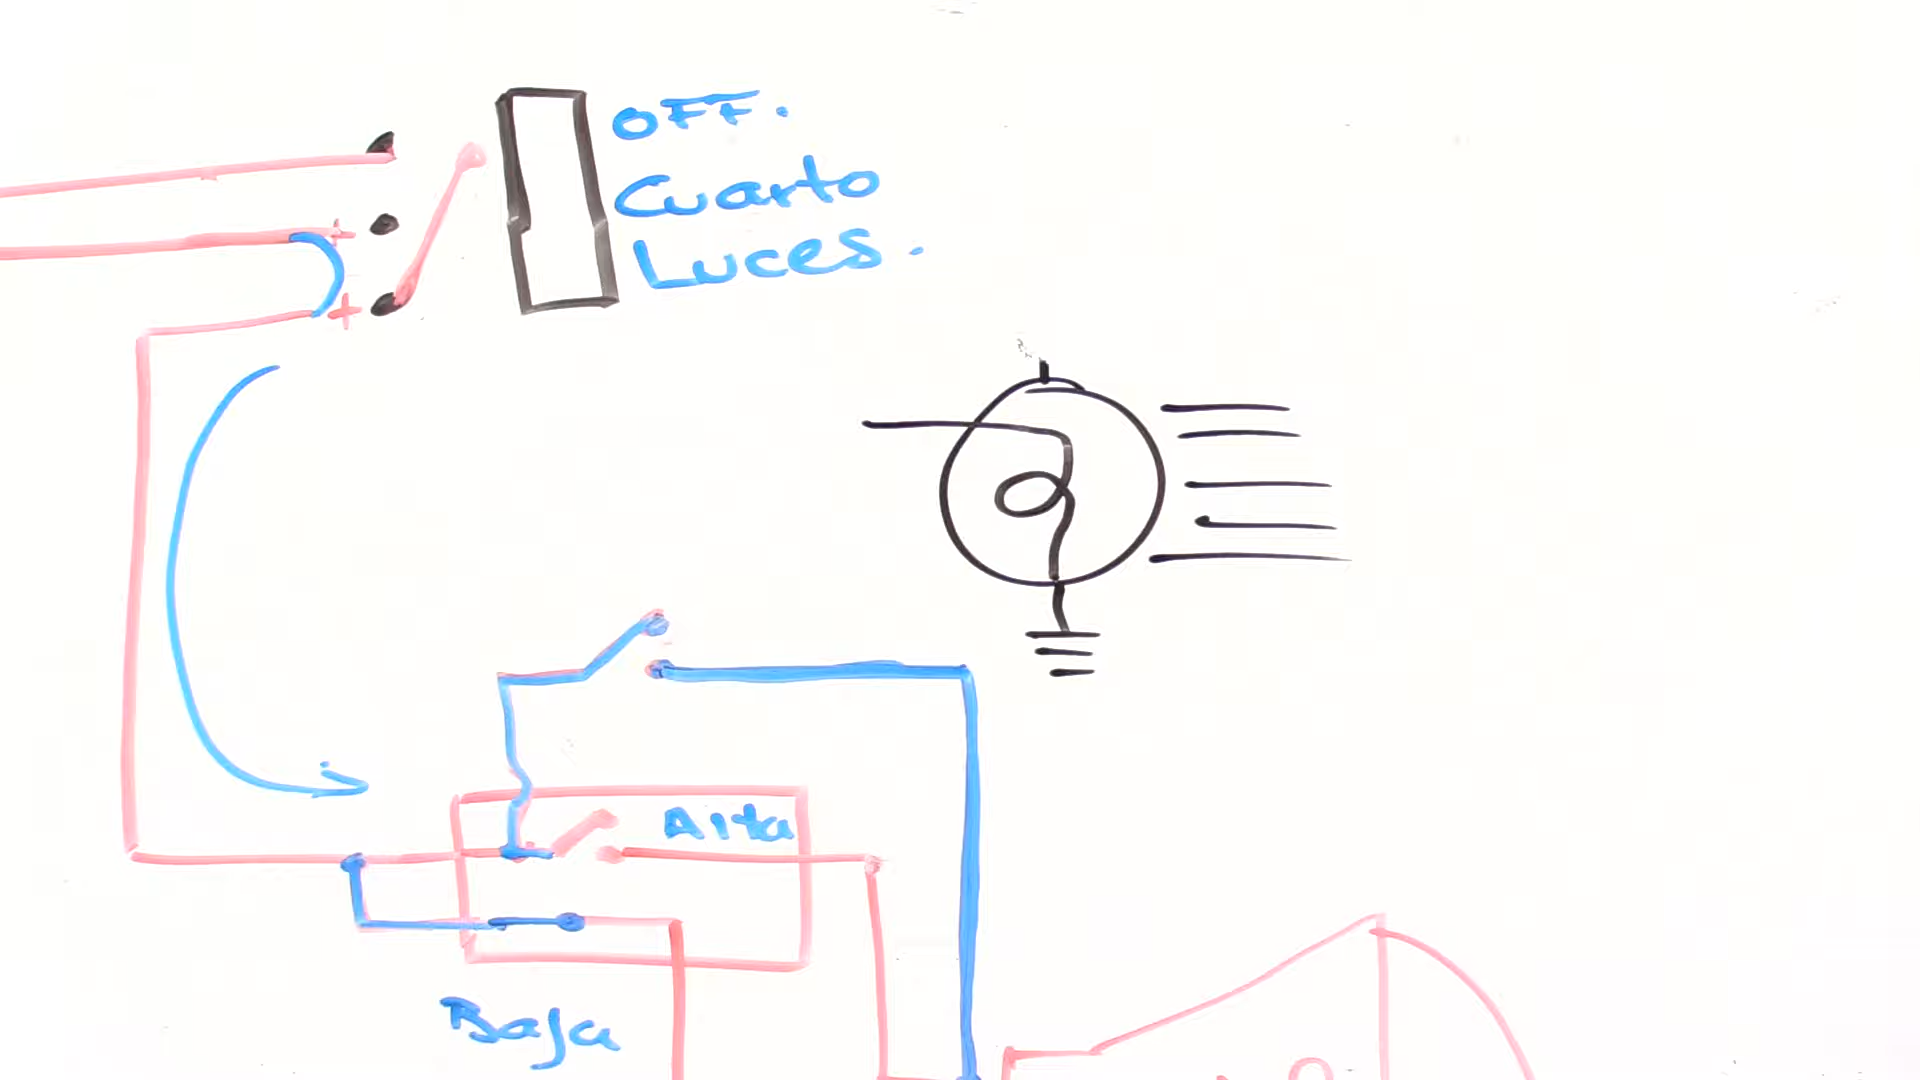 OFF.
Cuarto
Luces.
+
+
Alta
Baja